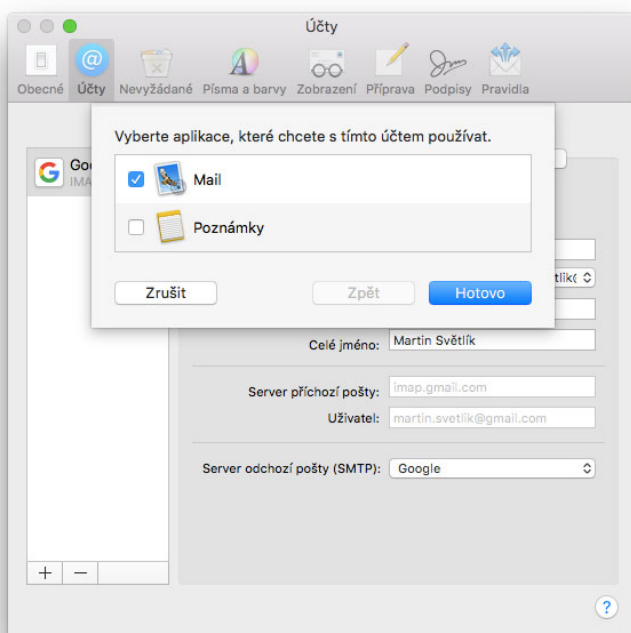 Účty
Obecné Účty Nevyžádané Písma a barvy Zobrazení Příprava Podpisy Pravidla
Vyberte aplikace, které chcete s tímto účtem používat.
Goo
IMA
Mail
Poznámky
Zrušit Zpět Hotovo
Celé jméno: Martin Světlík
Server příchozí pošty: imap.gmail.com
Uživatel: martin.svetlik@gmail.com
Server odchozí pošty (SMTP): Google
?